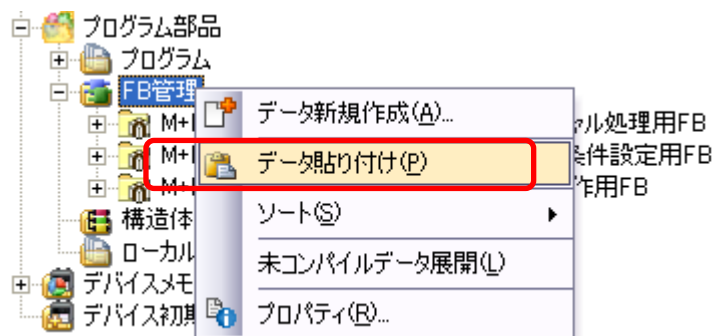 プログラム部品
プログラム
FB管理
データ新規作成(A)...
M+
ャル処理用FB
M+
データ貼り付け(P)
条件設定用FB
M+
作用FB
構造体
ソート(S)
ローカル
未コンパイルデータ展開(L)
デバイスメモ
デバイス初期
プロパティ(R)...